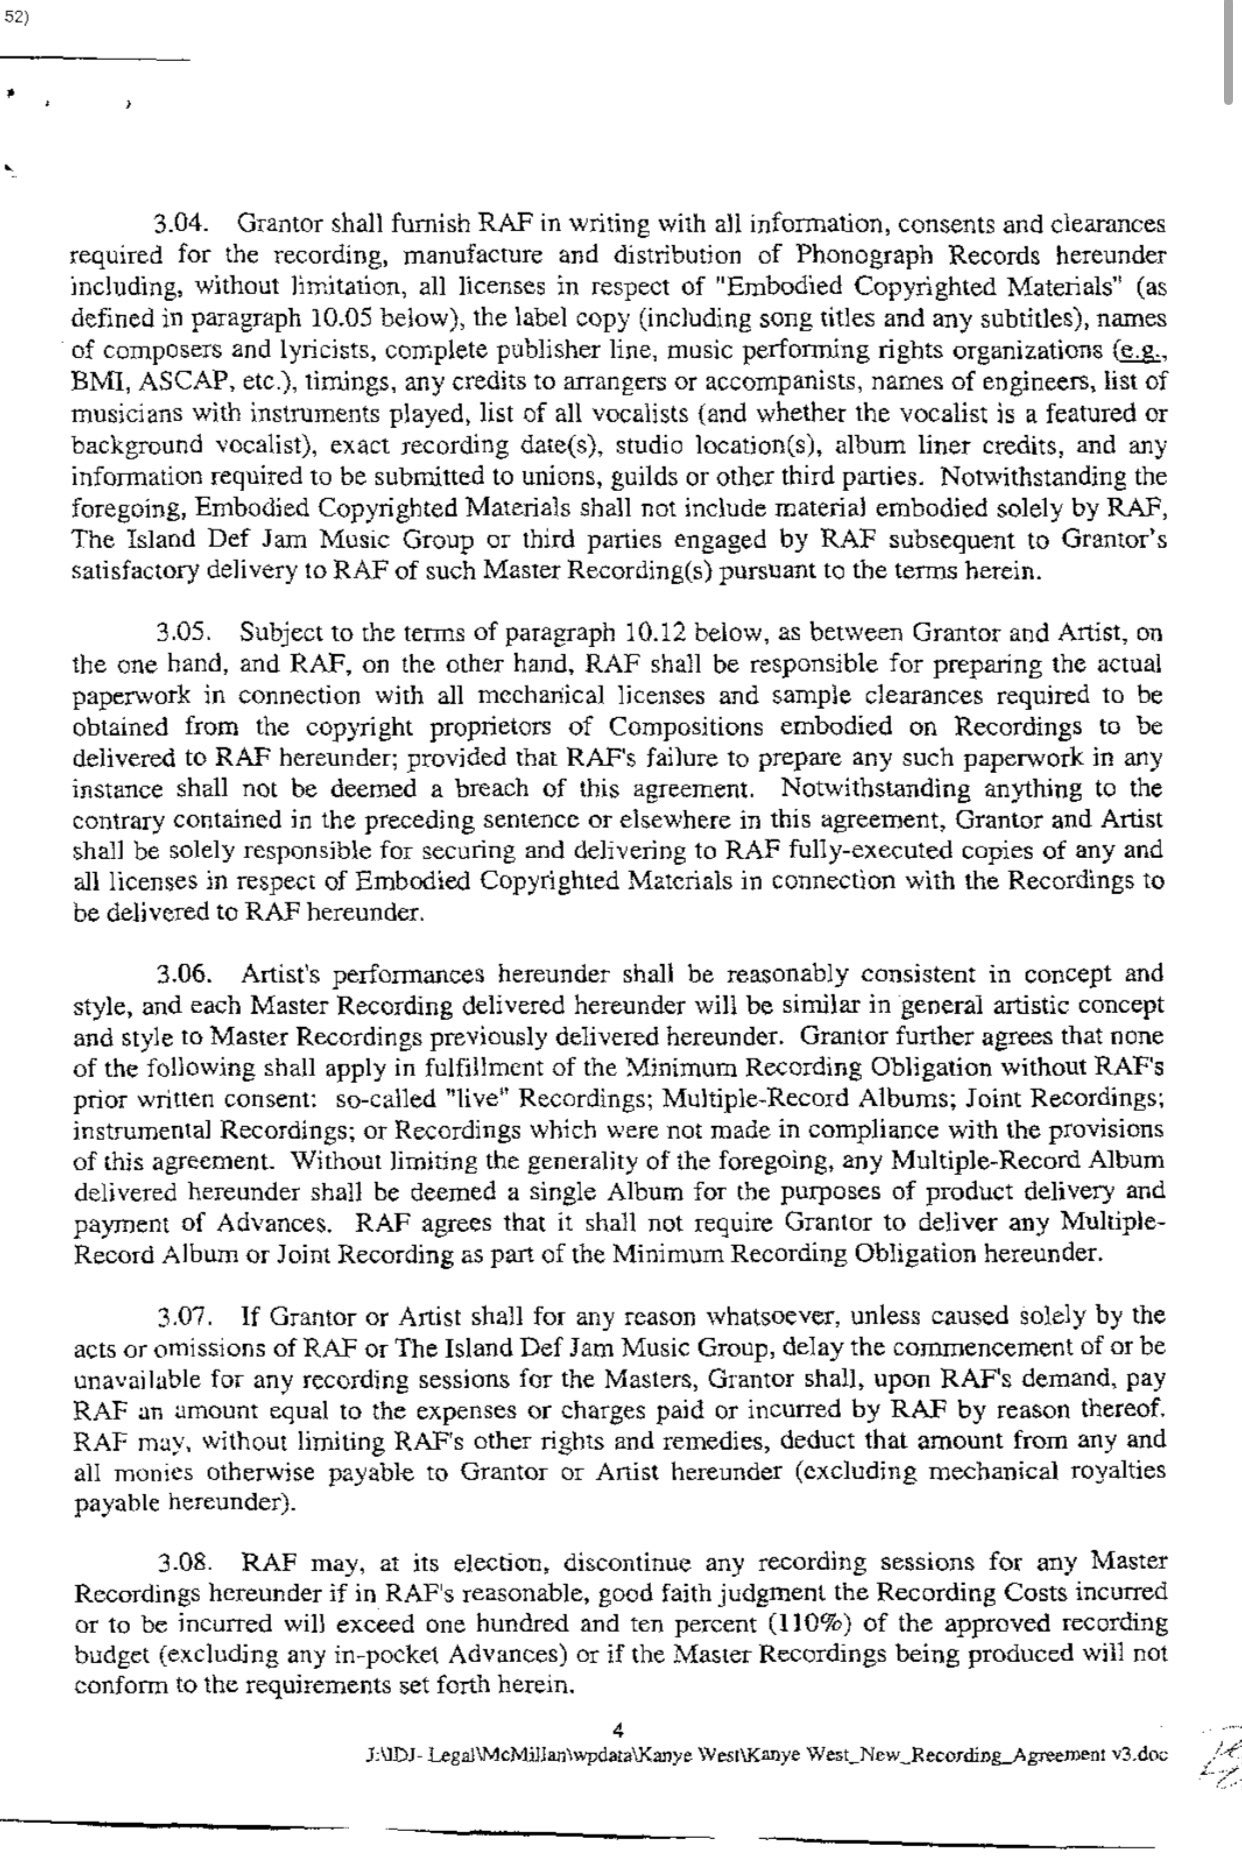 52)
3.04. Grantor shall furnish RAF in writing with all information, consents and clearances
required for the recording, manufacture and distribution of Phonograph Records hereunder
including, without limitation, all licenses in respect of "Embodied Copyrighted Materials" (as
defined in paragraph 10.05 below), the label copy (including song titles and any subtitles), names
of composers and lyricists, complete publisher line, music performing rights organizations (e.g.,
BMI, ASCAP, etc.), timings, any credits to arrangers or accompanists, names of engineers, list of
musicians with instruments played, list of all vocalists (and whether the vocalist is a featured or
background vocalist), exact recording date(s), studio location(s), album liner credits, and any
information required to be submitted to unions, guilds or other third parties. Notwithstanding the
foregoing, Embodied Copyrighted Materials shall not include material embodied solely by RAF,
The Island Def Jam Music Group or third parties engaged by RAF subsequent to Grantor's
satisfactory delivery to RAF of such Master Recording(s) pursuant to the terms herein.
3.05. Subject to the terms of paragraph 10.12 below, as between Grantor and Artist, on
the one hand, and RAF, on the other hand, RAF shall be responsible for preparing the actual
paperwork in connection with all mechanical licenses and sample clearances required to be
obtained from the copyright proprietors of Compositions embodied on Recordings to be
delivered to RAF hereunder; provided that RAF's failure to prepare any such paperwork in any
instance shall not be deemed a breach of this agreement. Notwithstanding anything to the
contrary contained in the preceding sentence or elsewhere in this agreement, Grantor and Artist
shall be solely responsible for securing and delivering to RAF fully-executed copies of any and
all licenses in respect of Embodied Copyrighted Materials in connection with the Recordings to
be delivered to RAF hereunder.
3.06. Artist's performances hereunder shall be reasonably consistent in concept and
style, and each Master Recording delivered hereunder will be similar in general artistic concept
and style to Master Recordings previously delivered hereunder. Grantor further agrees that none
of the following shall apply in fulfillment of the Minimum Recording Obligation without RAF's
prior written consent: so-called "live" Recordings; Multiple-Record Albums; Joint Recordings;
instrumental Recordings; or Recordings which were not made in compliance with the provisions
of this agreement. Without limiting the generality of the foregoing, any Multiple-Record Album
delivered hereunder shall be deemed a single Album for the purposes of product delivery and
payment of Advances. RAF agrees that it shall not require Grantor to deliver any Multiple-
Record Album or Joint Recording as part of the Minimum Recording Obligation hereunder.
3.07. If Grantor or Artist shall for any reason whatsoever, unless caused solely by the
acts or omissions of RAF or The Island Def Jam Music Group, delay the commencement of or be
unavailable for any recording sessions for the Masters, Grantor shall, upon RAF's demand, pay
RAF an amount equal to the expenses or charges paid or incurred by RAF by reason thereof.
RAF may, without limiting RAF's other rights and remedies, deduct that amount from any and
all monies otherwise payable to Grantor or Artist hereunder (excluding mechanical royalties
payable hereunder).
3.08. RAF may, at its election, discontinue any recording sessions for any Master
Recordings hereunder if in RAF's reasonable, good faith judgment the Recording Costs incurred
or to be incurred will exceed one hundred and ten percent (110%) of the approved recording
budget (excluding any in-pocket Advances) or if the Master Recordings being produced will not
conform to the requirements set forth herein.
4
J:\IDJ- Legal\McMillan\wpdata\Kanye West\Kanye West_New_Recording_Agreement v3.doc